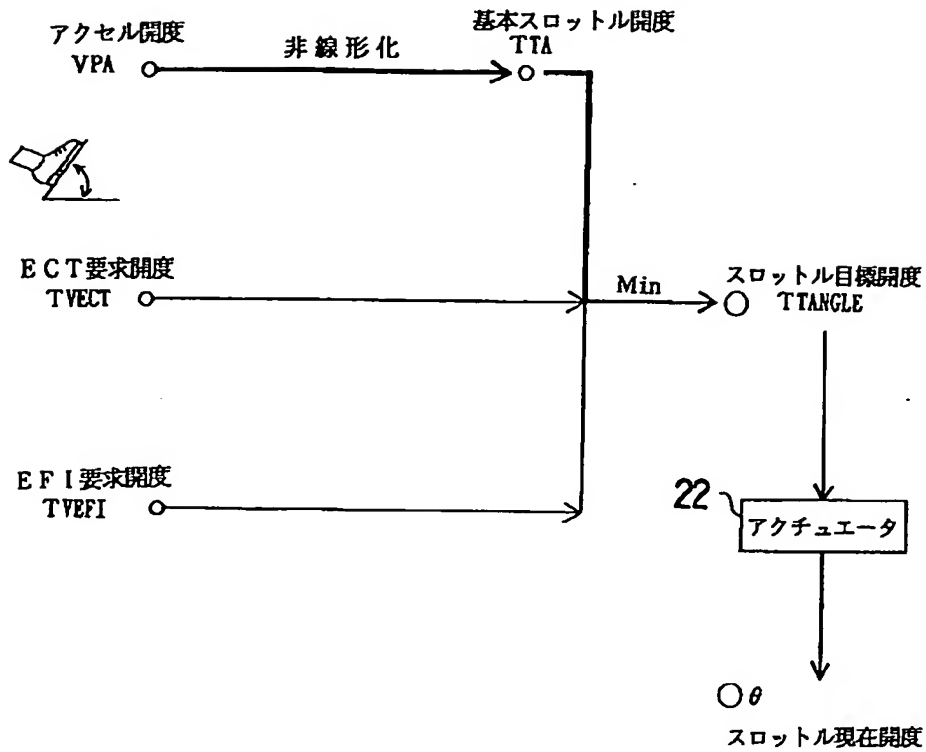 アクセル開度
VPA
非線形化
基本スロットル開度
TTA
ECT要求開度
TVECT
Min
スロットル目標開度
TTANGLE
EFI要求開度
TVEFI
22
アクチュエータ
θ
スロットル現在開度